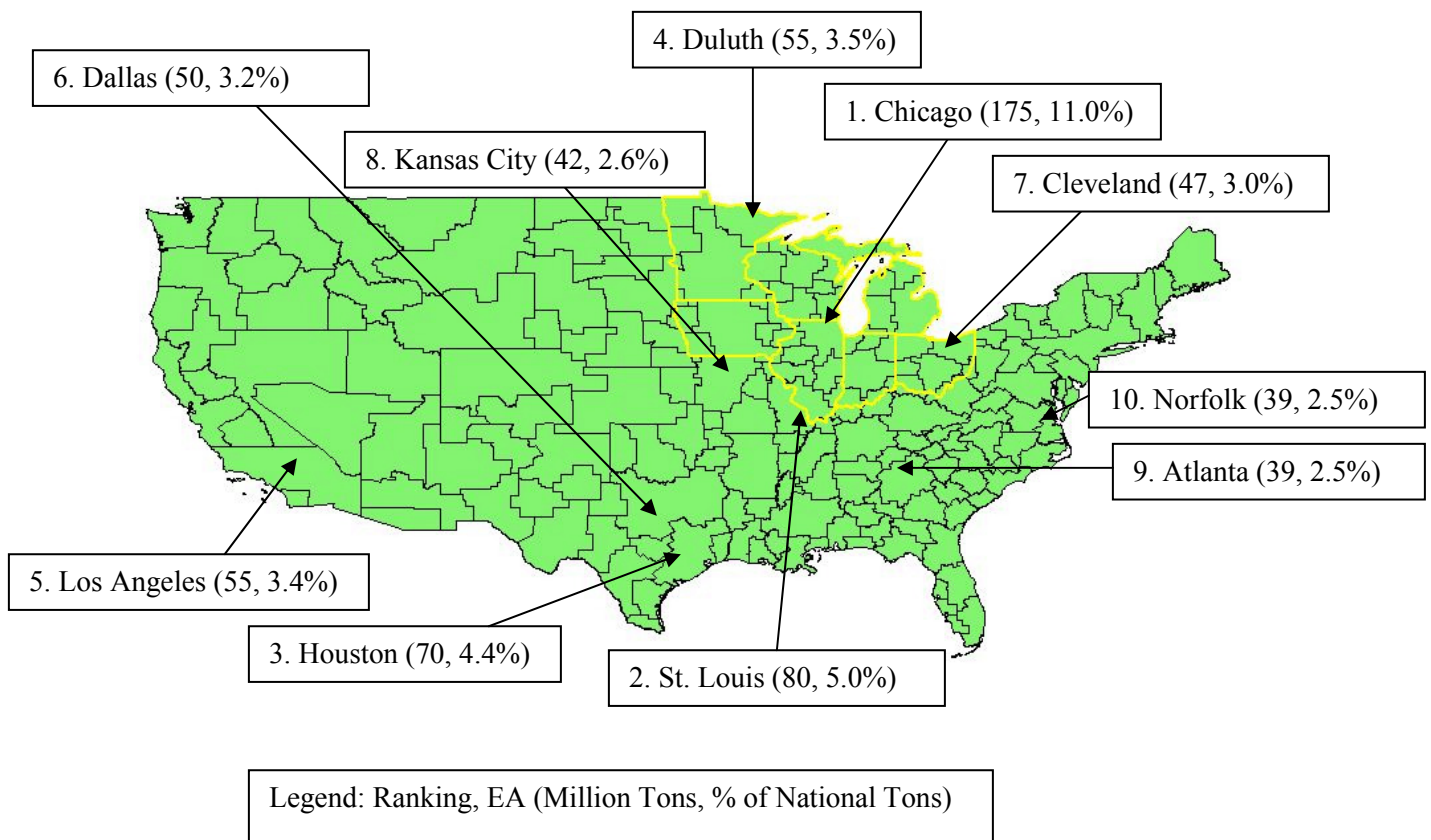 4. Duluth (55, 3.5%)
6. Dallas (50, 3.2%)
1. Chicago (175, 11.0%)
8. Kansas City (42, 2.6%)
7. Cleveland (47, 3.0%)
10. Norfolk (39, 2.5%)
9. Atlanta (39, 2.5%)
5. Los Angeles (55, 3.4%)
3. Houston (70, 4.4%)
2. St. Louis (80, 5.0%)
Legend: Ranking, EA (Million Tons, % of National Tons)